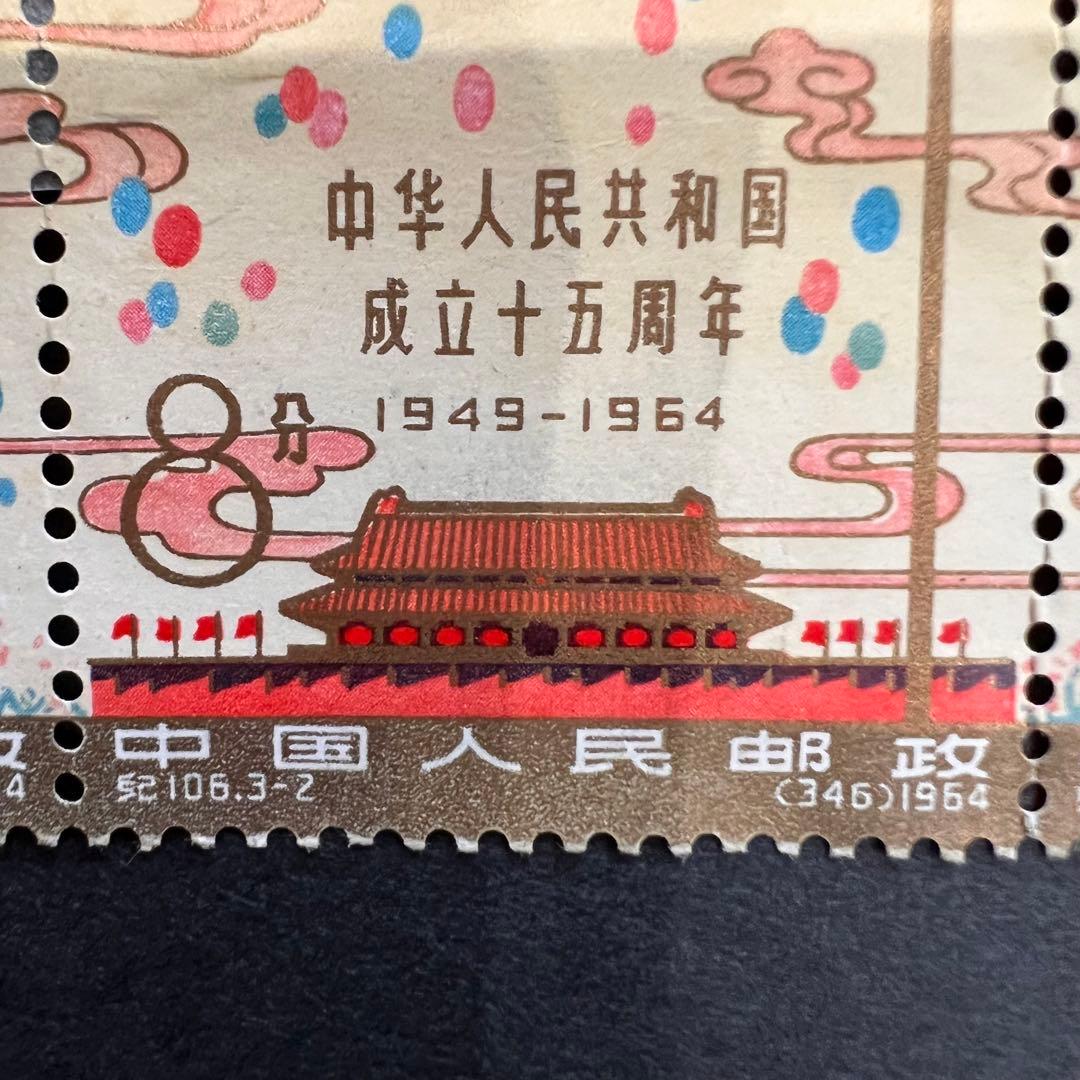 中华人民共和国
成立十五周年
8分 1949-1964
中国人民邮政
纪106.3-2 (346)1964
4